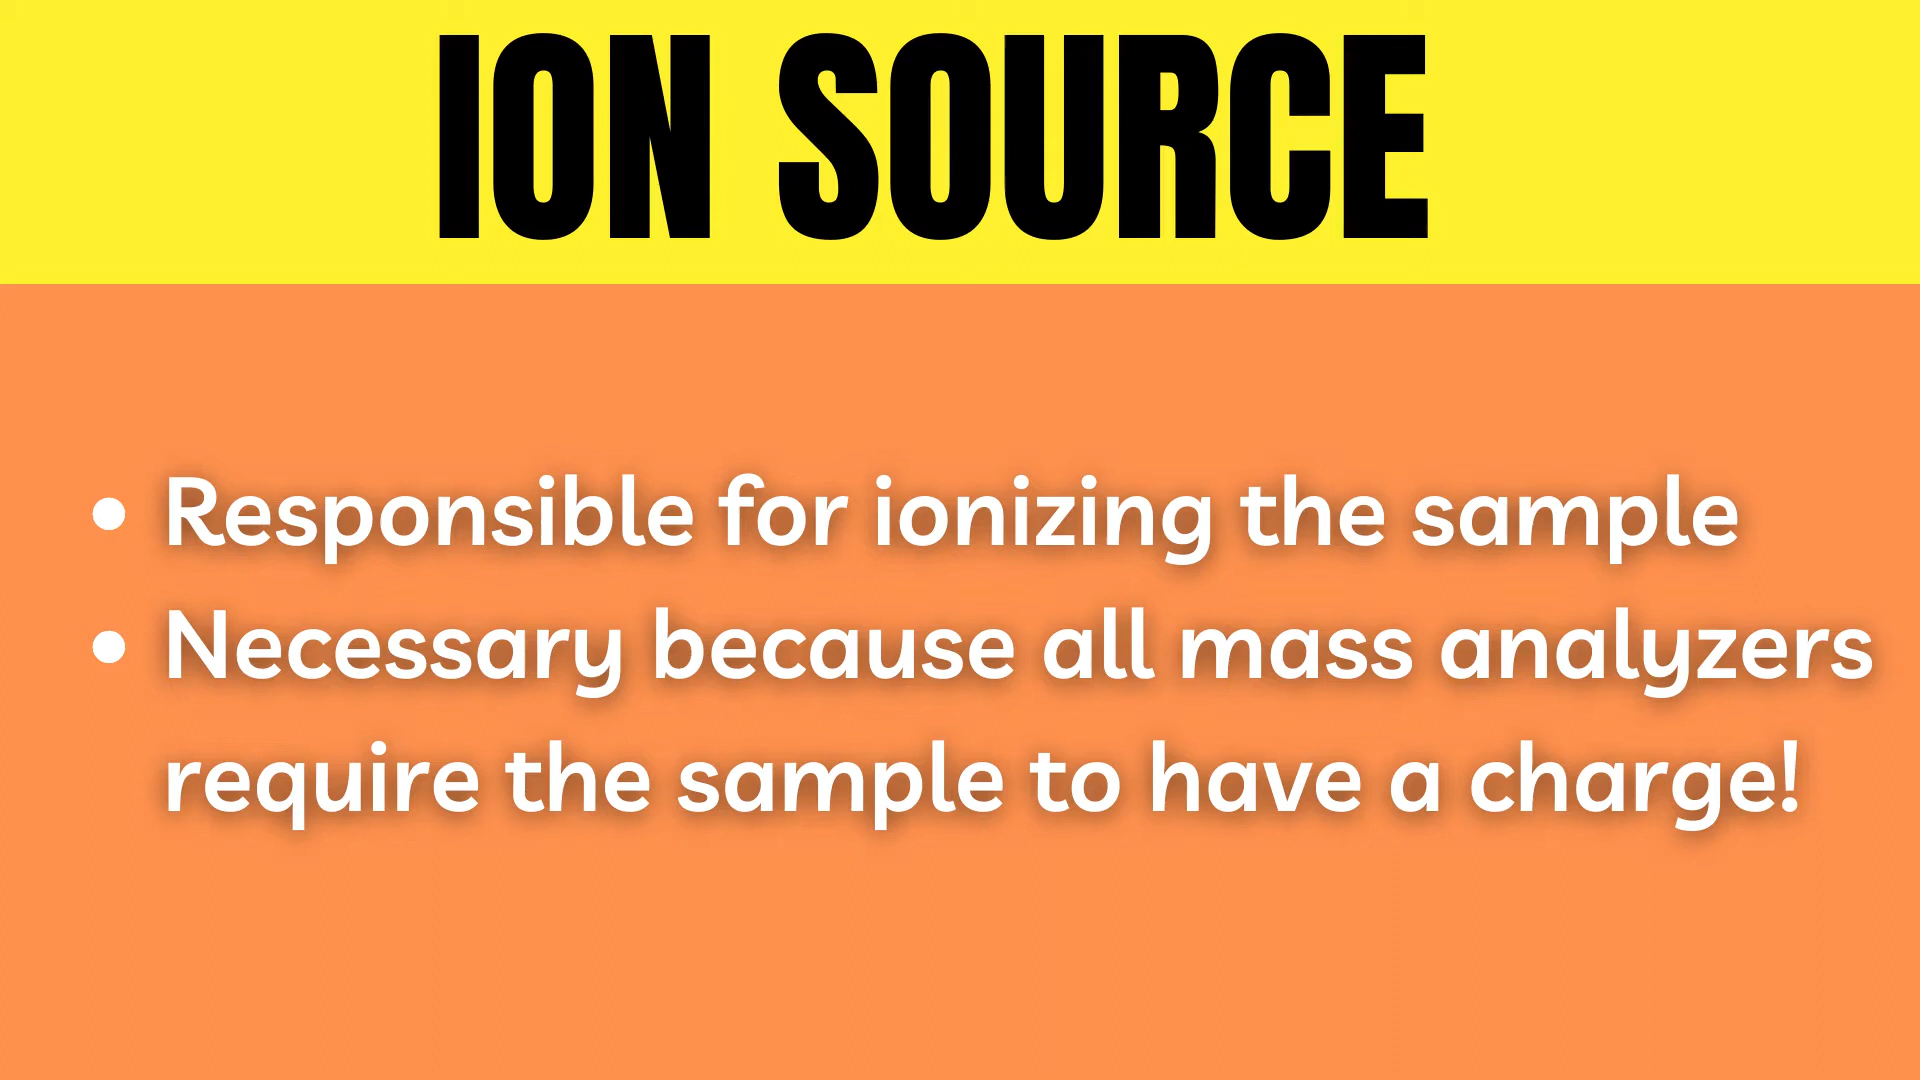 ION SOURCE
• Responsible for ionizing the sample
• Necessary because all mass analyzers
require the sample to have a charge!